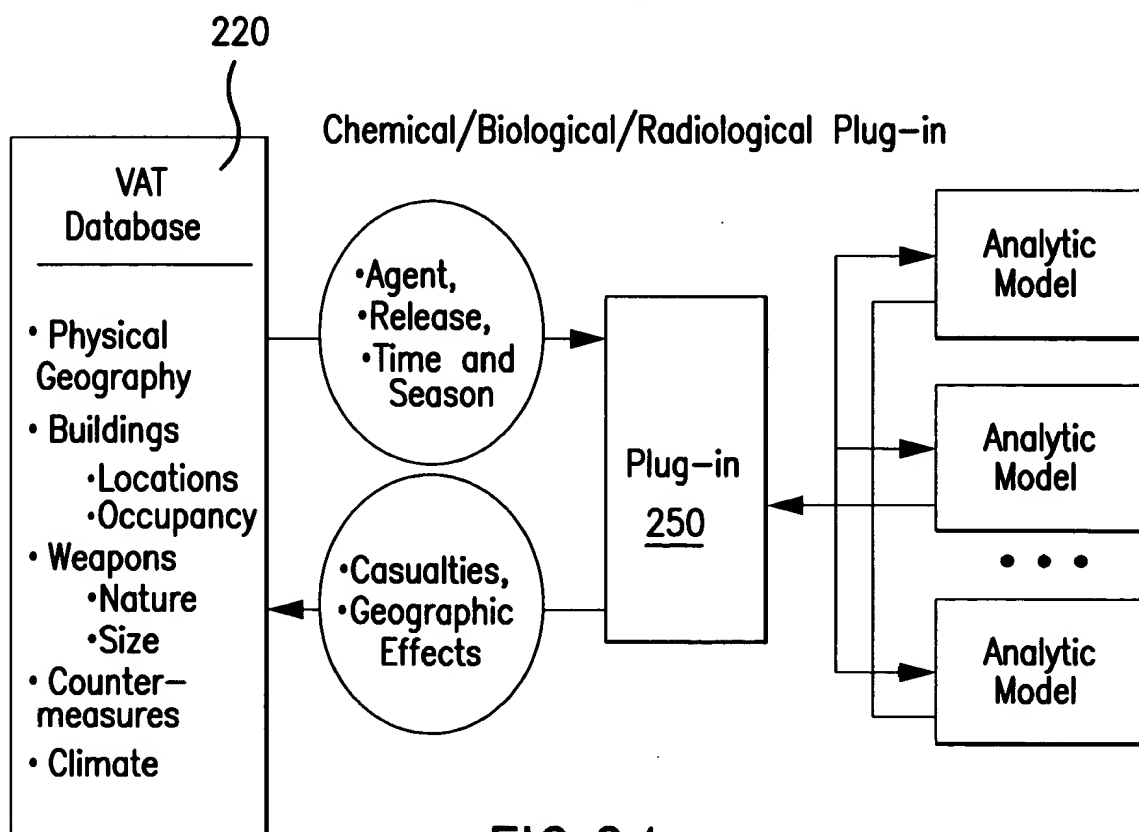 220
Chemical/Biological/Radiological Plug-in
VAT
Database
• Physical
Geography
• Buildings
•Locations
•Occupancy
• Weapons
•Nature
•Size
• Counter-
measures
• Climate
•Agent,
•Release,
•Time and
Season
•Casualties,
•Geographic
Effects
Plug-in
250
Analytic
Model
Analytic
Model
• • •
Analytic
Model